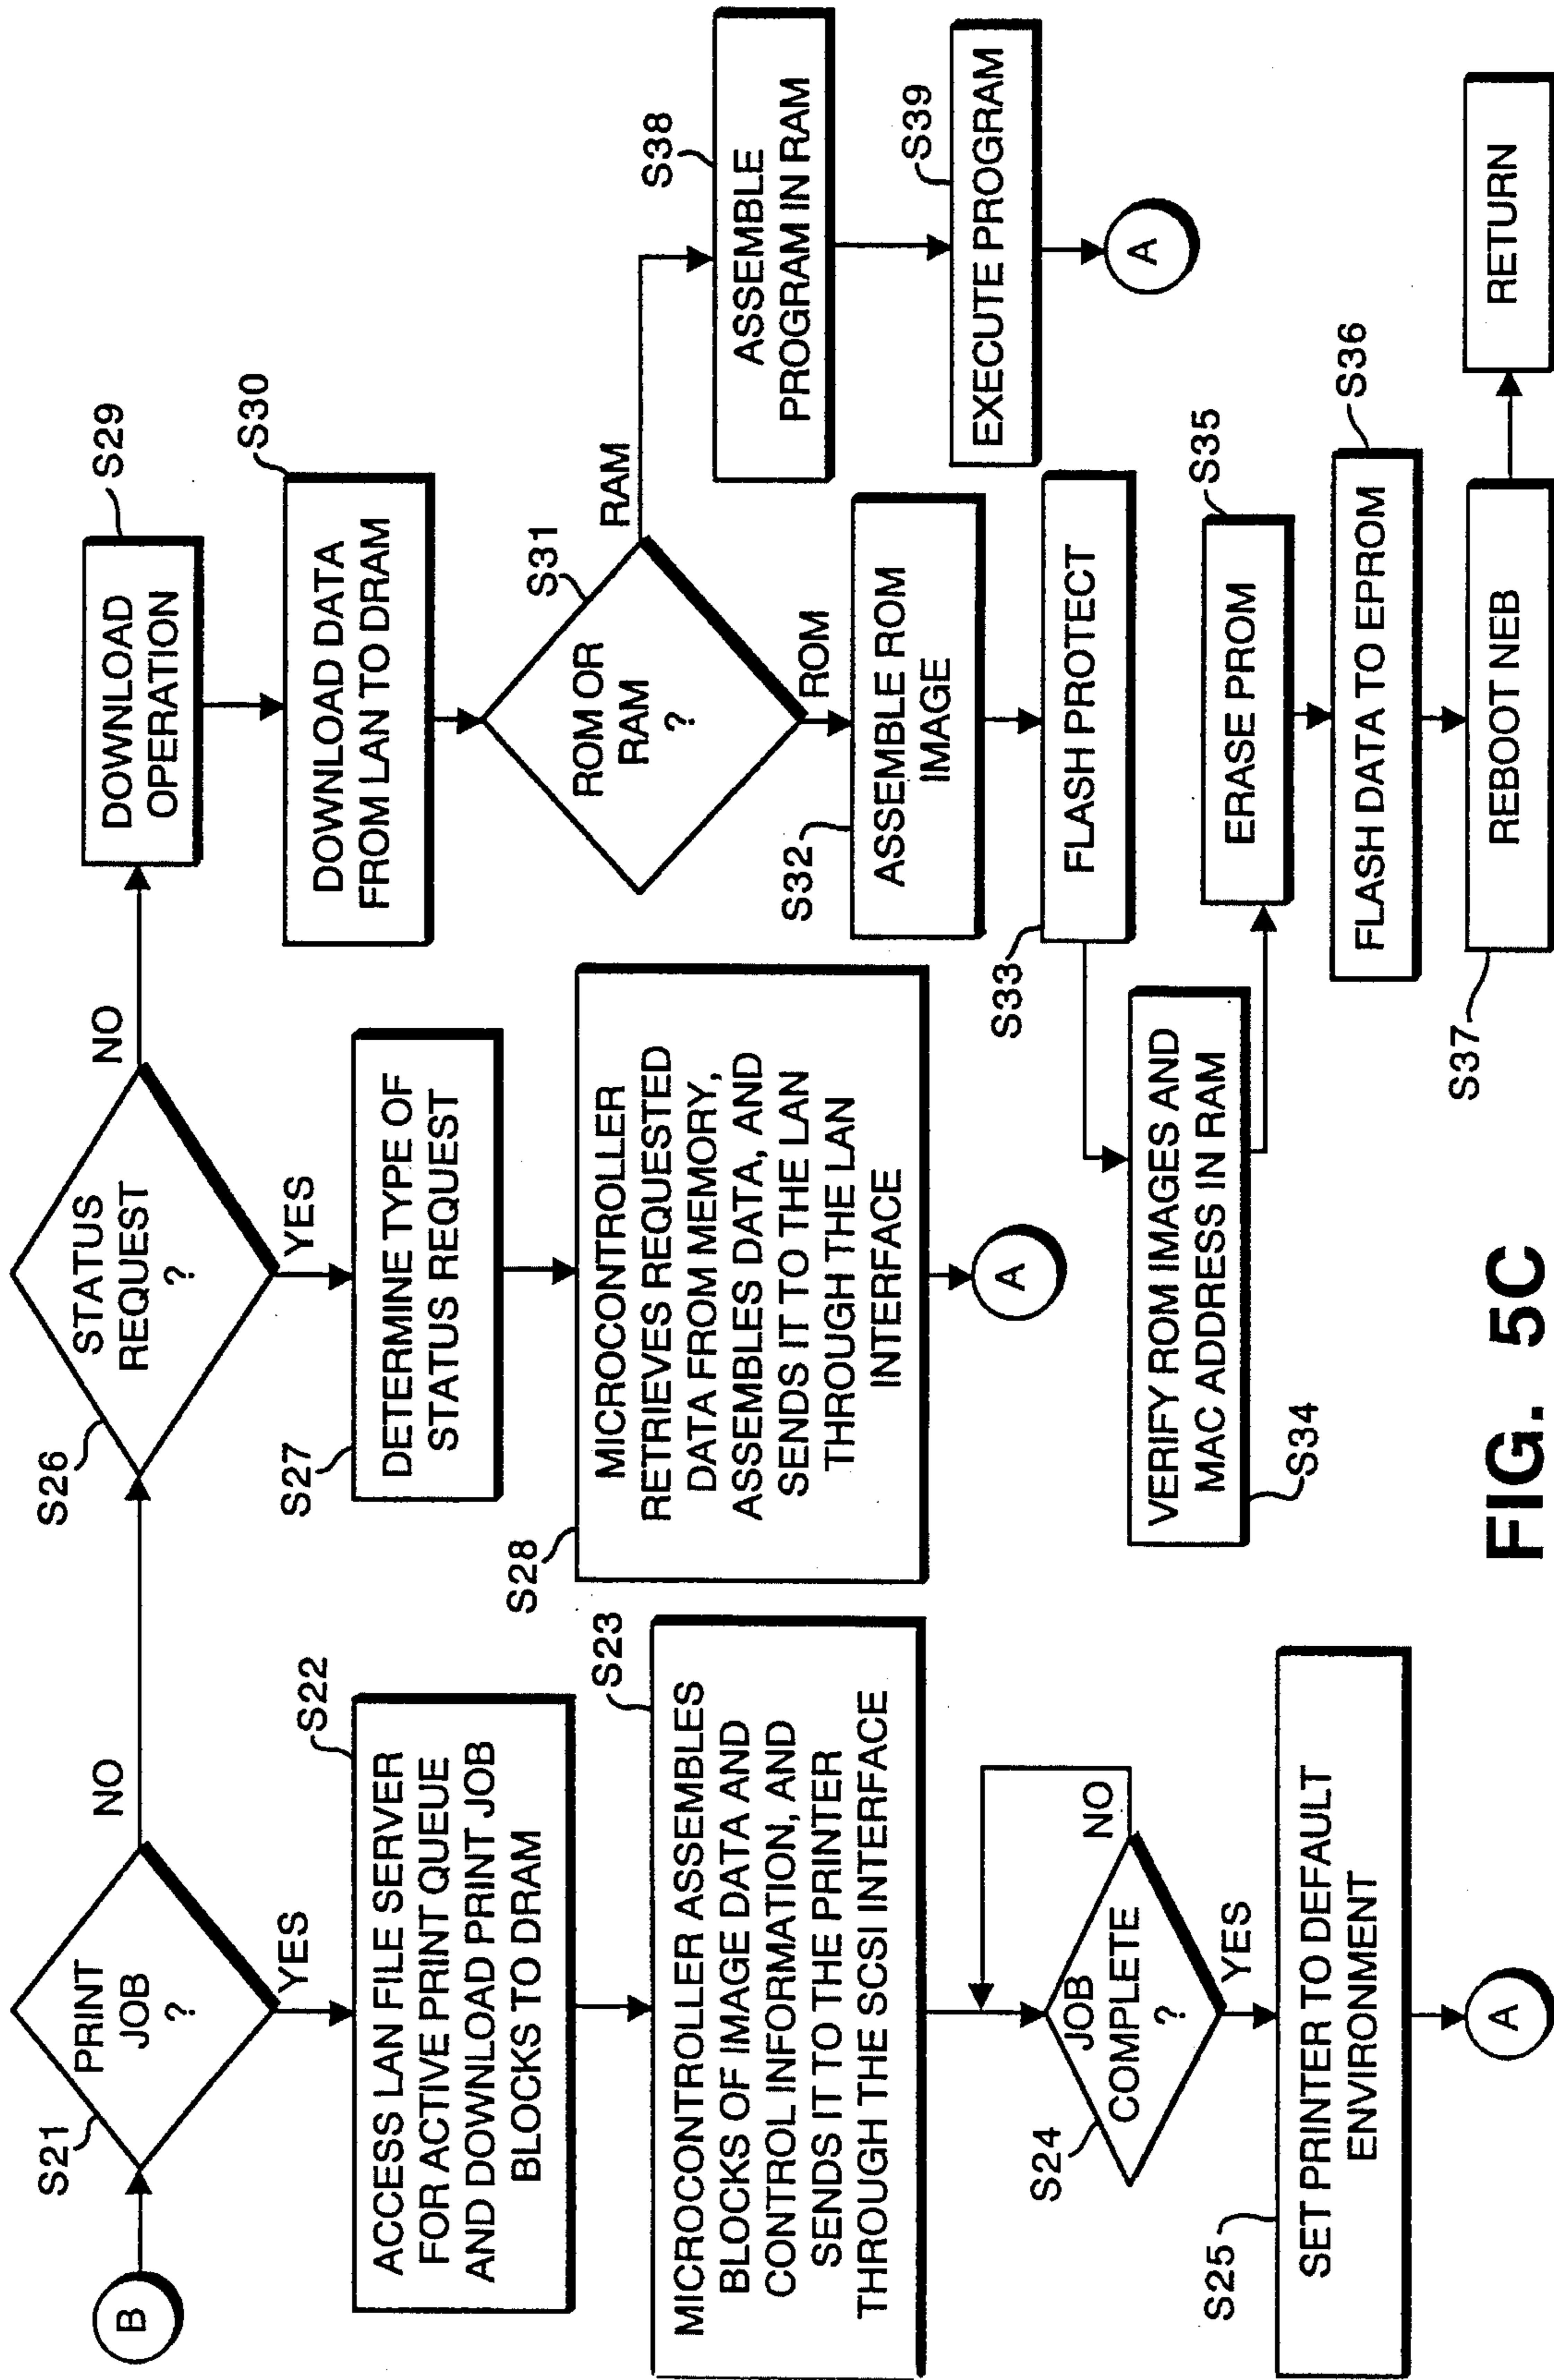 B
S21
PRINT
JOB
?
NO
YES
S22
ACCESS LAN FILE SERVER
FOR ACTIVE PRINT QUEUE
AND DOWNLOAD PRINT JOB
BLOCKS TO DRAM
S23
MICROCONTROLLER ASSEMBLES
BLOCKS OF IMAGE DATA AND
CONTROL INFORMATION, AND
SENDS IT TO THE PRINTER
THROUGH THE SCSI INTERFACE
S24
JOB
COMPLETE
?
NO
YES
S25
SET PRINTER TO DEFAULT
ENVIRONMENT
A
S26
STATUS
REQUEST
?
NO
YES
S27
DETERMINE TYPE OF
STATUS REQUEST
S28
MICROCONTROLLER
RETRIEVES REQUESTED
DATA FROM MEMORY,
ASSEMBLES DATA, AND
SENDS IT TO THE LAN
THROUGH THE LAN
INTERFACE
A
S29
DOWNLOAD
OPERATION
S30
DOWNLOAD DATA
FROM LAN TO DRAM
S31
ROM OR
RAM
?
RAM
ROM
S32
ASSEMBLE ROM
IMAGE
S33
FLASH PROTECT
VERIFY ROM IMAGES AND
MAC ADDRESS IN RAM
S34
S35
ERASE PROM
S36
FLASH DATA TO EPROM
S37
REBOOT NEB
RETURN
S38
ASSEMBLE
PROGRAM IN RAM
S39
EXECUTE PROGRAM
A
FIG. 5C